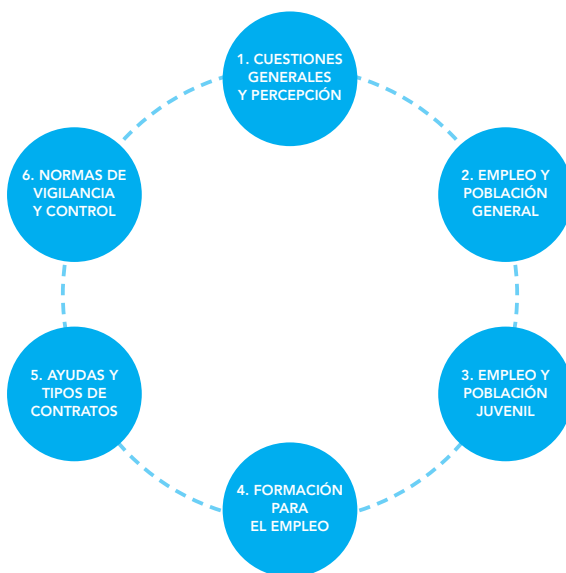 1. CUESTIONES
GENERALES
Y PERCEPCIÓN
2. EMPLEO Y
POBLACIÓN
GENERAL
3. EMPLEO Y
POBLACIÓN
JUVENIL
4. FORMACIÓN
PARA
EL EMPLEO
5. AYUDAS Y
TIPOS DE
CONTRATOS
6. NORMAS DE
VIGILANCIA
Y CONTROL